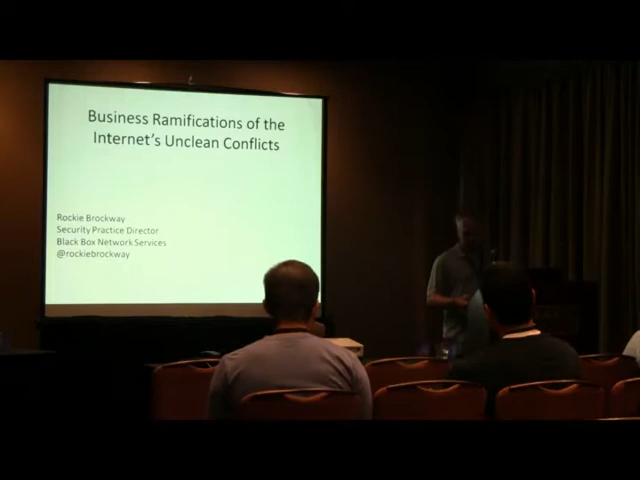 Business Ramifications of the
Internet's Unclean Conflicts
Rockie Brockway
Security Practice Director
Black Box Network Services
@rockiebrockway